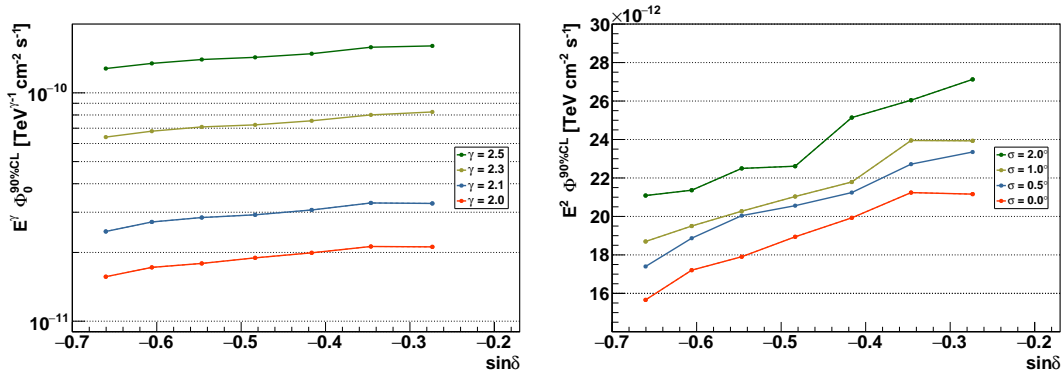 E^γ Φ_0^90%CL [TeV^γ-1 cm^-2 s^-1]
10^-10
10^-11
γ = 2.5
γ = 2.3
γ = 2.1
γ = 2.0
−0.7 −0.6 −0.5 −0.4 −0.3 −0.2
sinδ
×10^-12
E^2 Φ^90%CL [TeV cm^-2 s^-1]
30
28
26
24
22
20
18
16
σ = 2.0°
σ = 1.0°
σ = 0.5°
σ = 0.0°
−0.7 −0.6 −0.5 −0.4 −0.3 −0.2
sinδ